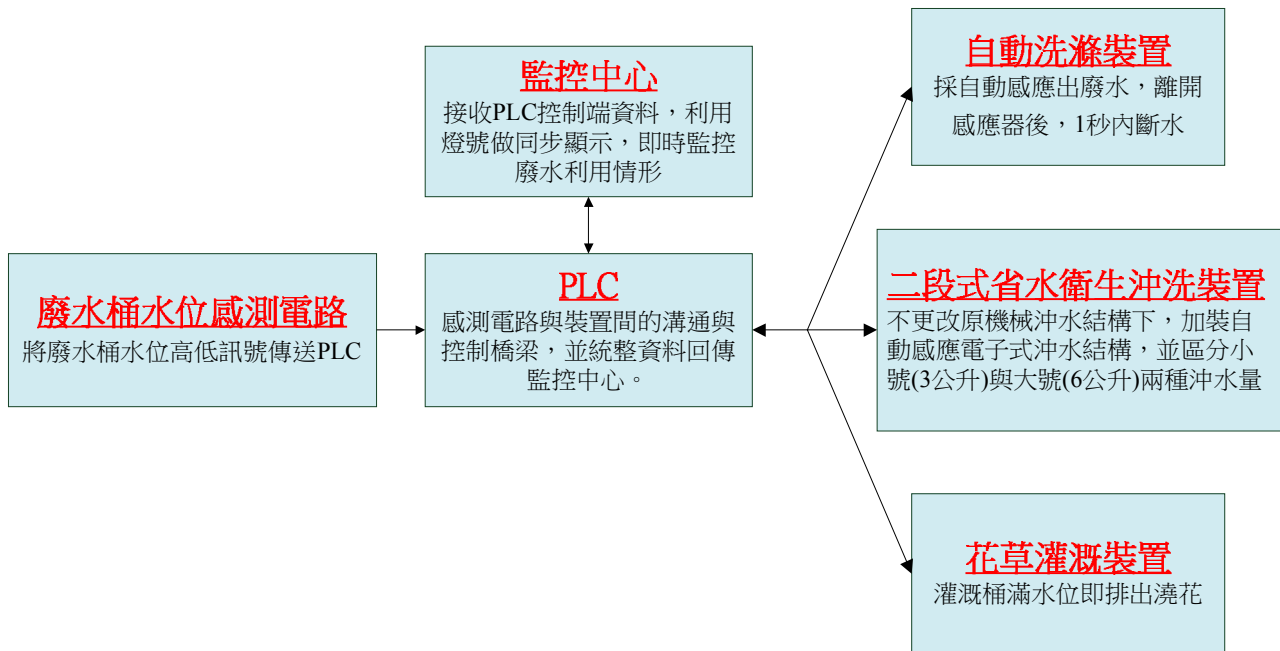 監控中心
接收PLC控制端資料，利用
燈號做同步顯示，即時監控
廢水利用情形
自動洗滌裝置
採自動感應出廢水，離開
感應器後，1秒內斷水
廢水桶水位感測電路
將廢水桶水位高低訊號傳送PLC
PLC
感測電路與裝置間的溝通與
控制橋梁，並統整資料回傳
監控中心。
二段式省水衛生沖洗裝置
不更改原機械沖水結構下，加裝自
動感應電子式沖水結構，並區分小
號(3公升)與大號(6公升)兩種沖水量
花草灌溉裝置
灌溉桶滿水位即排出澆花